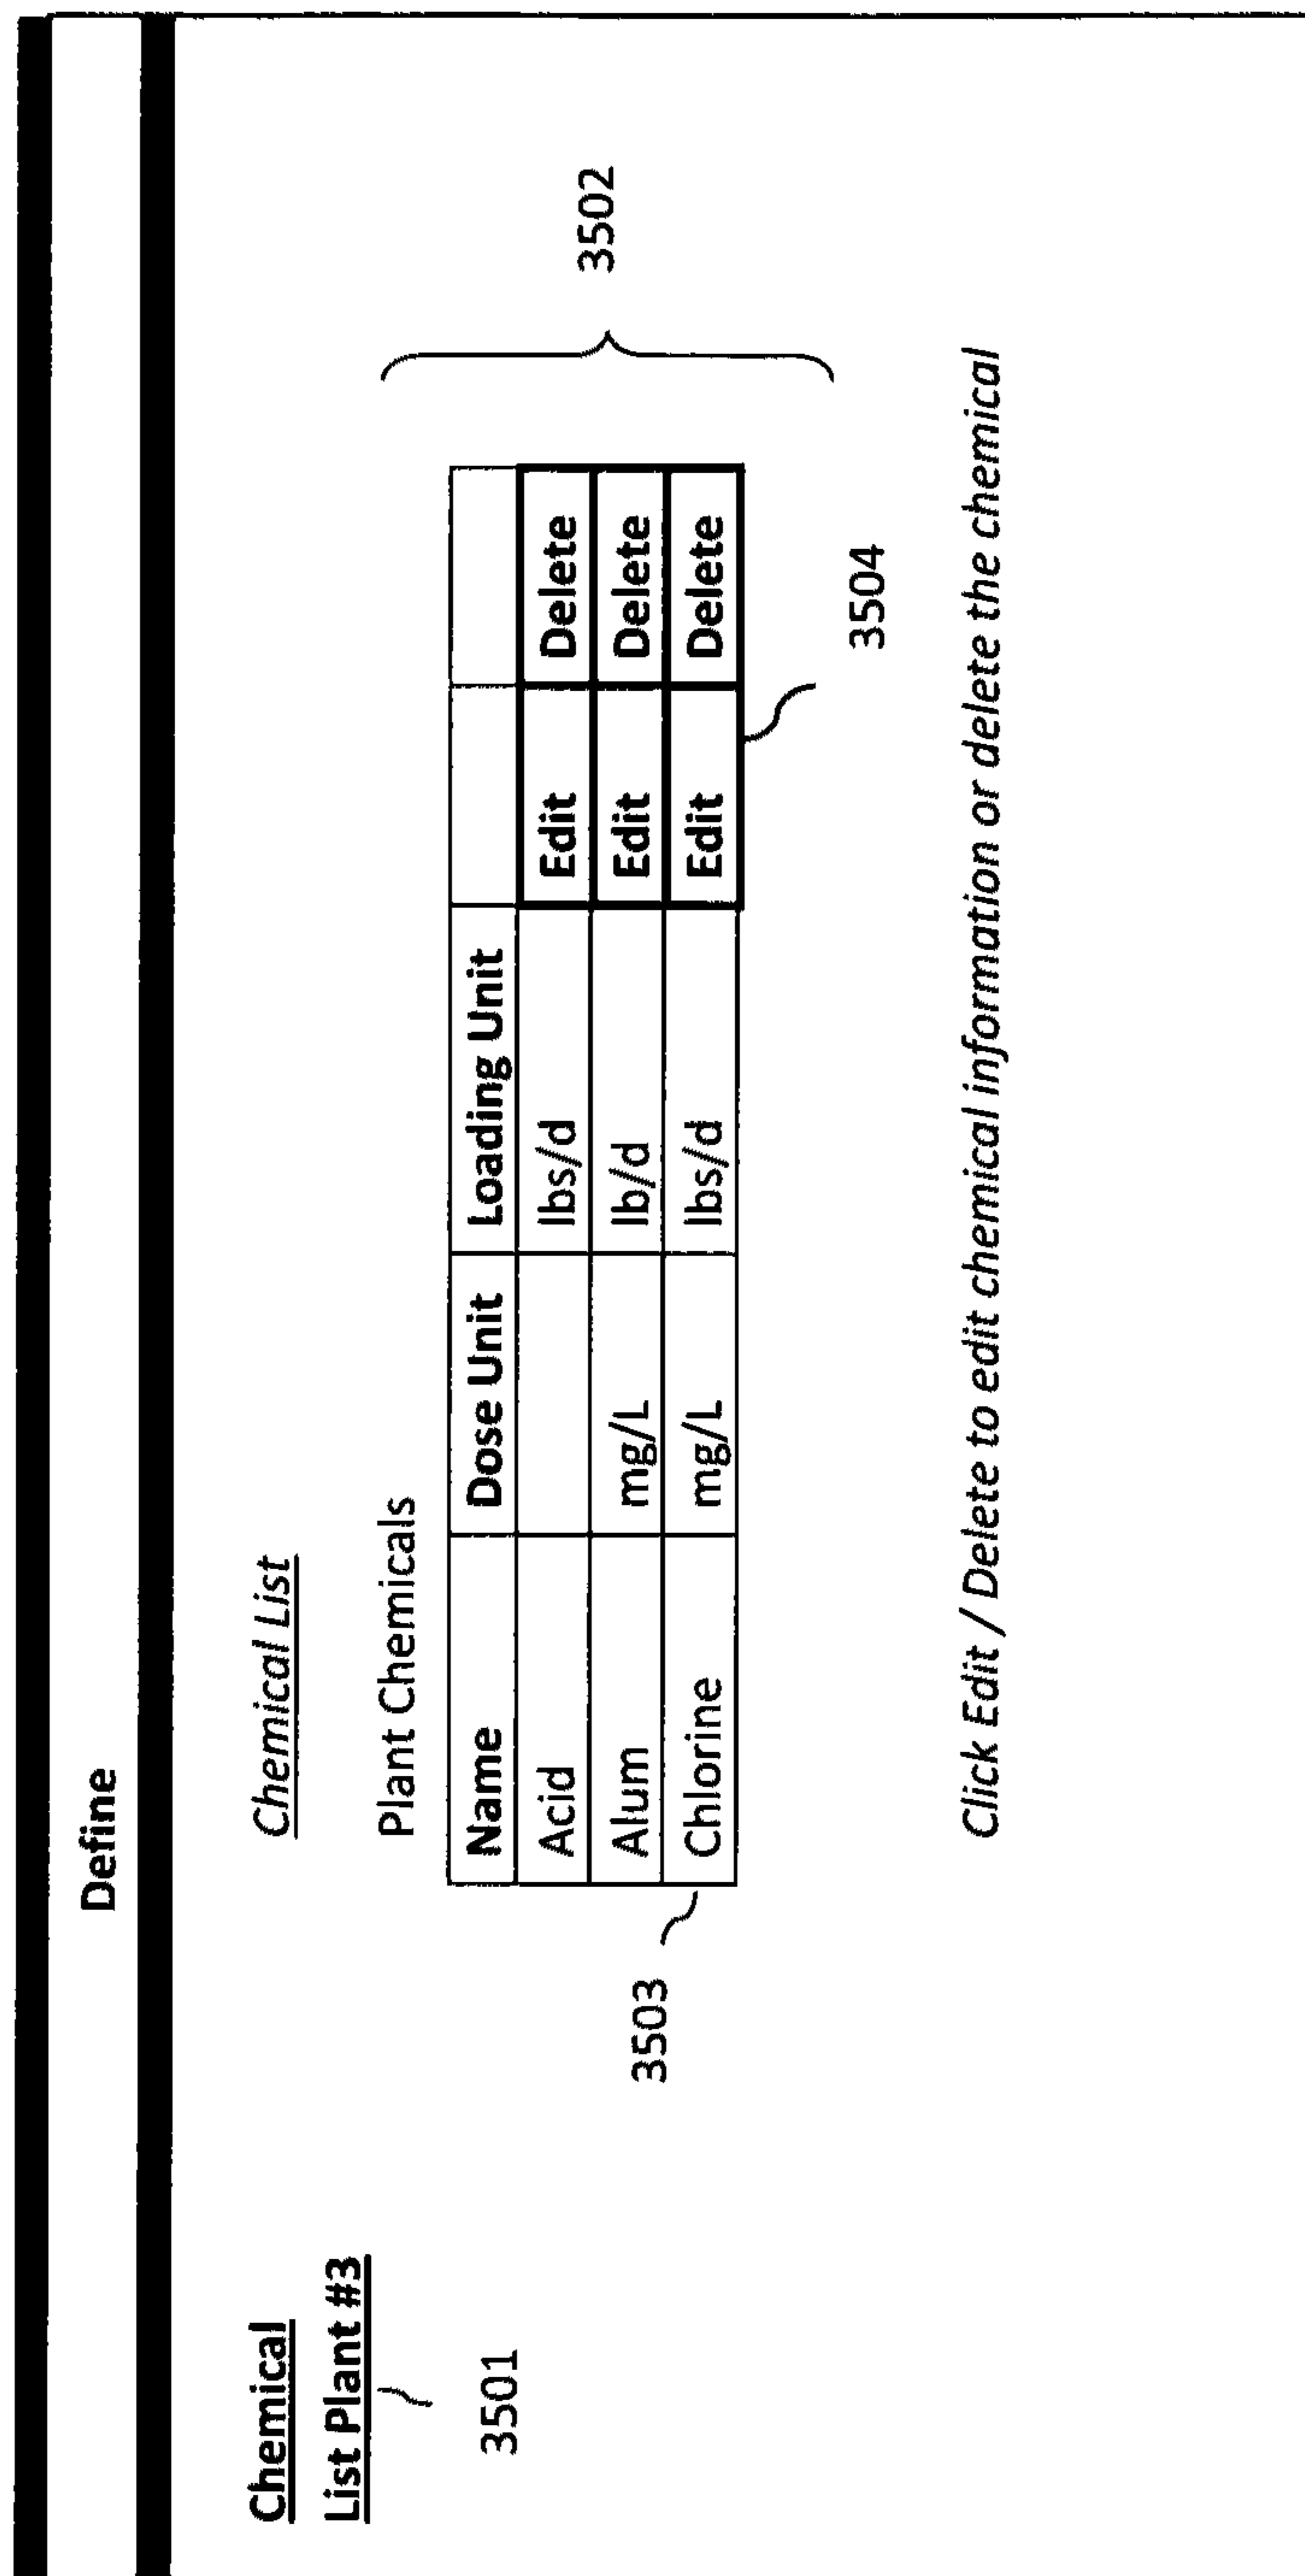 Define
Chemical
List Plant #3
3501
Chemical List
Plant Chemicals
Name Dose Unit Loading Unit
Acid lbs/d Edit Delete
Alum mg/L lb/d Edit Delete
Chlorine mg/L lbs/d Edit Delete
3502
3503
3504
Click Edit / Delete to edit chemical information or delete the chemical